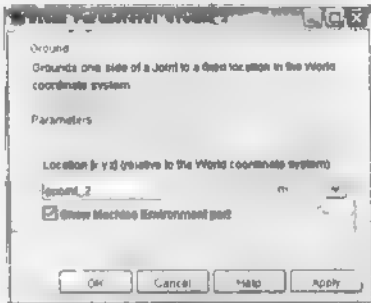 Ground
Grounds one side of a Joint to a fixed location in the World
coordinate system
Parameters
Location [x y z] (relative to the World coordinate system)
m
Show Machine Environment port
OK
Cancel
Help
Apply